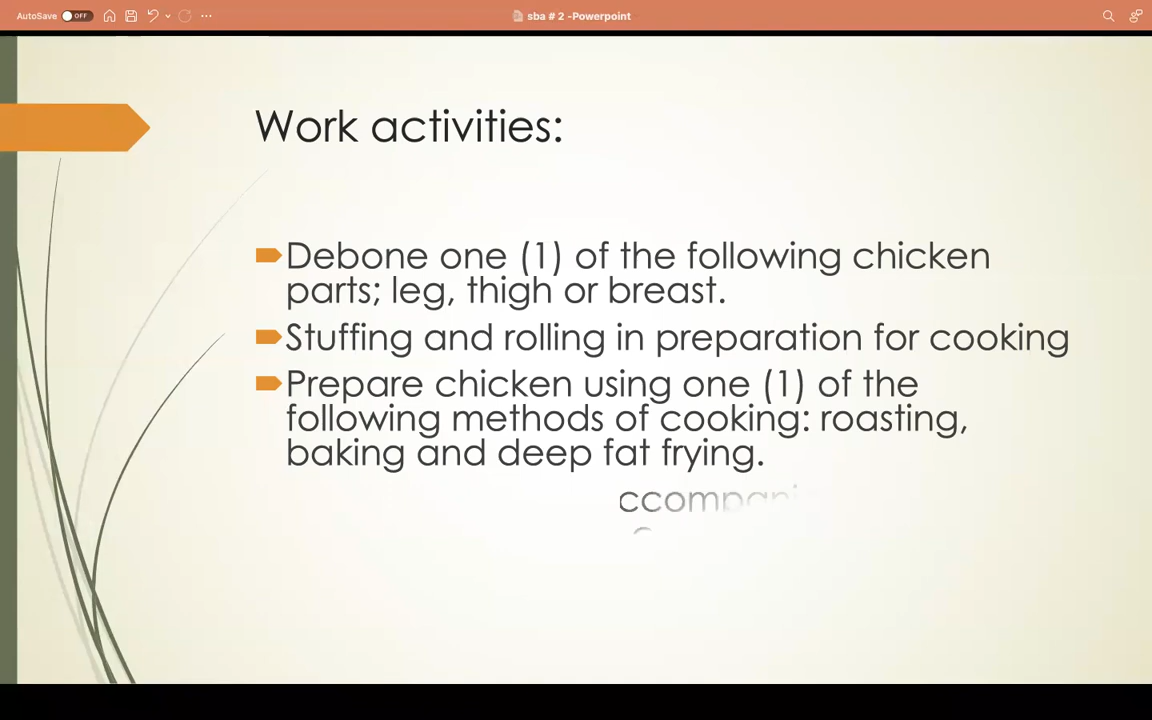 AutoSave OFF
sba # 2 -Powerpoint
Work activities:
Debone one (1) of the following chicken
parts; leg, thigh or breast.
Stuffing and rolling in preparation for cooking
Prepare chicken using one (1) of the
following methods of cooking: roasting,
baking and deep fat frying.